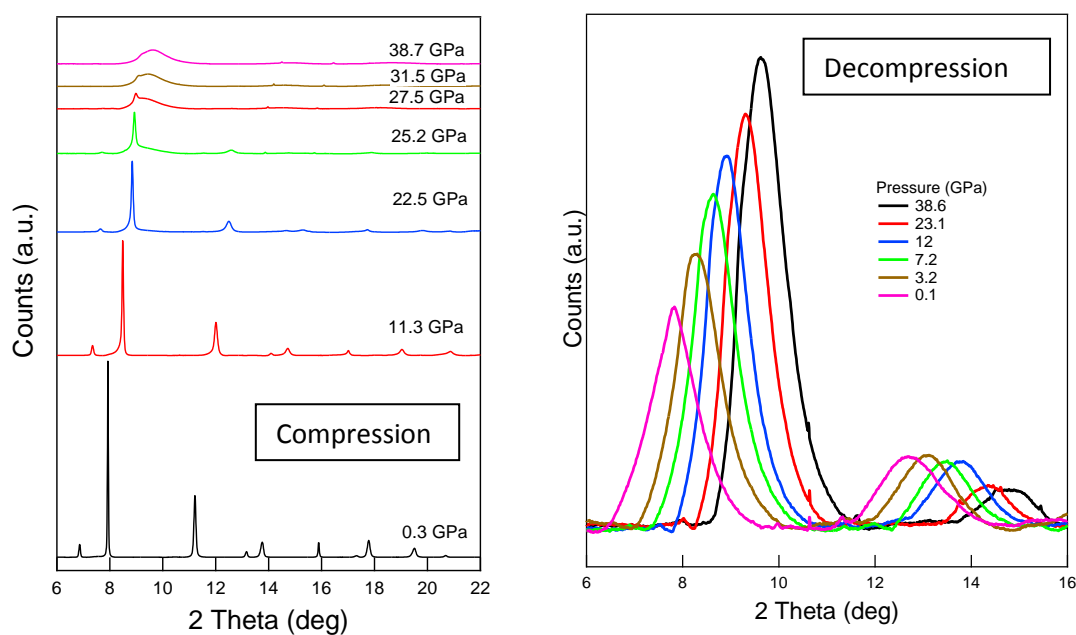 38.7 GPa
31.5 GPa
27.5 GPa
25.2 GPa
22.5 GPa
11.3 GPa
Compression
0.3 GPa
Counts (a.u.)
6 8 10 12 14 16 18 20 22
2 Theta (deg)
Decompression
Pressure (GPa)
38.6
23.1
12
7.2
3.2
0.1
Counts (a.u.)
6 8 10 12 14 16
2 Theta (deg)